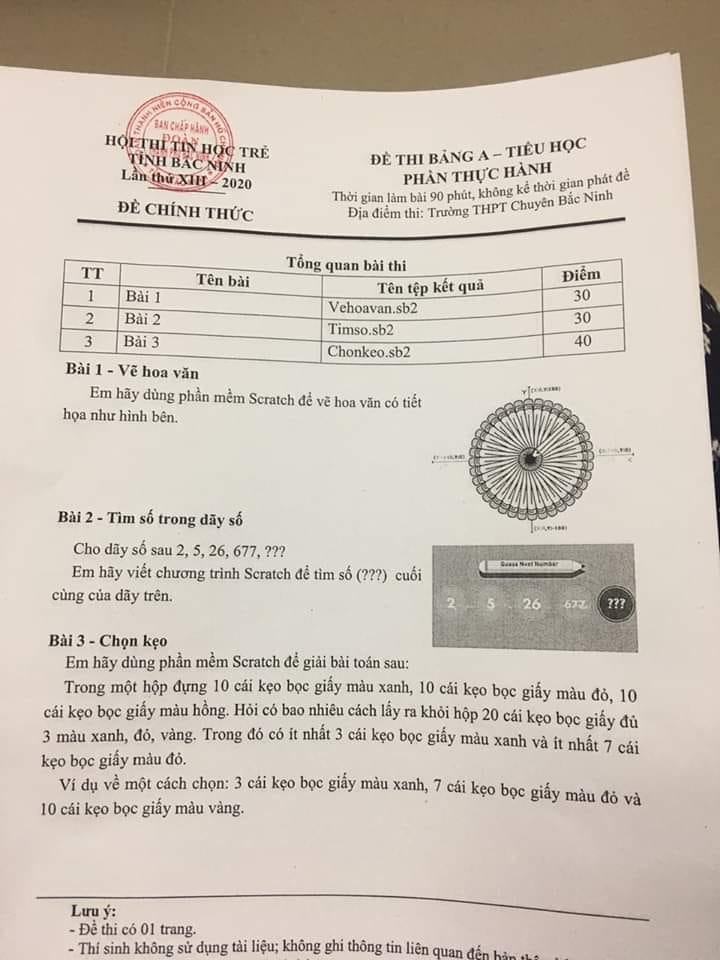 THANH NIÊN CỘNG SẢN HỒ CHÍ
BAN CHẤP HÀNH
ĐOÀN
HỘI THI TIN HỌC TRẺ
TỈNH BẮC NINH
Lần thứ XIII – 2020
ĐỀ CHÍNH THỨC
ĐỀ THI BẢNG A – TIỂU HỌC
PHẦN THỰC HÀNH
Thời gian làm bài 90 phút, không kể thời gian phát đề
Địa điểm thi: Trường THPT Chuyên Bắc Ninh
Tổng quan bài thi
TT Tên bài Tên tệp kết quả Điểm
1 Bài 1 Vehoavan.sb2 30
2 Bài 2 Timso.sb2 30
3 Bài 3 Chonkeo.sb2 40
Bài 1 - Vẽ hoa văn
Em hãy dùng phần mềm Scratch để vẽ hoa văn có tiết
họa như hình bên.
Bài 2 - Tìm số trong dãy số
Cho dãy số sau 2, 5, 26, 677, ???
Em hãy viết chương trình Scratch để tìm số (???) cuối
cùng của dãy trên.
Guess Next Number
2 5 26 677 ???
Bài 3 - Chọn kẹo
Em hãy dùng phần mềm Scratch để giải bài toán sau:
Trong một hộp đựng 10 cái kẹo bọc giấy màu xanh, 10 cái kẹo bọc giấy màu đỏ, 10
cái kẹo bọc giấy màu hồng. Hỏi có bao nhiêu cách lấy ra khỏi hộp 20 cái kẹo bọc giấy đủ
3 màu xanh, đỏ, vàng. Trong đó có ít nhất 3 cái kẹo bọc giấy màu xanh và ít nhất 7 cái
kẹo bọc giấy màu đỏ.
Ví dụ về một cách chọn: 3 cái kẹo bọc giấy màu xanh, 7 cái kẹo bọc giấy màu đỏ và
10 cái kẹo bọc giấy màu vàng.
Lưu ý:
- Đề thi có 01 trang.
- Thí sinh không sử dụng tài liệu; không ghi thông tin liên quan đến bản